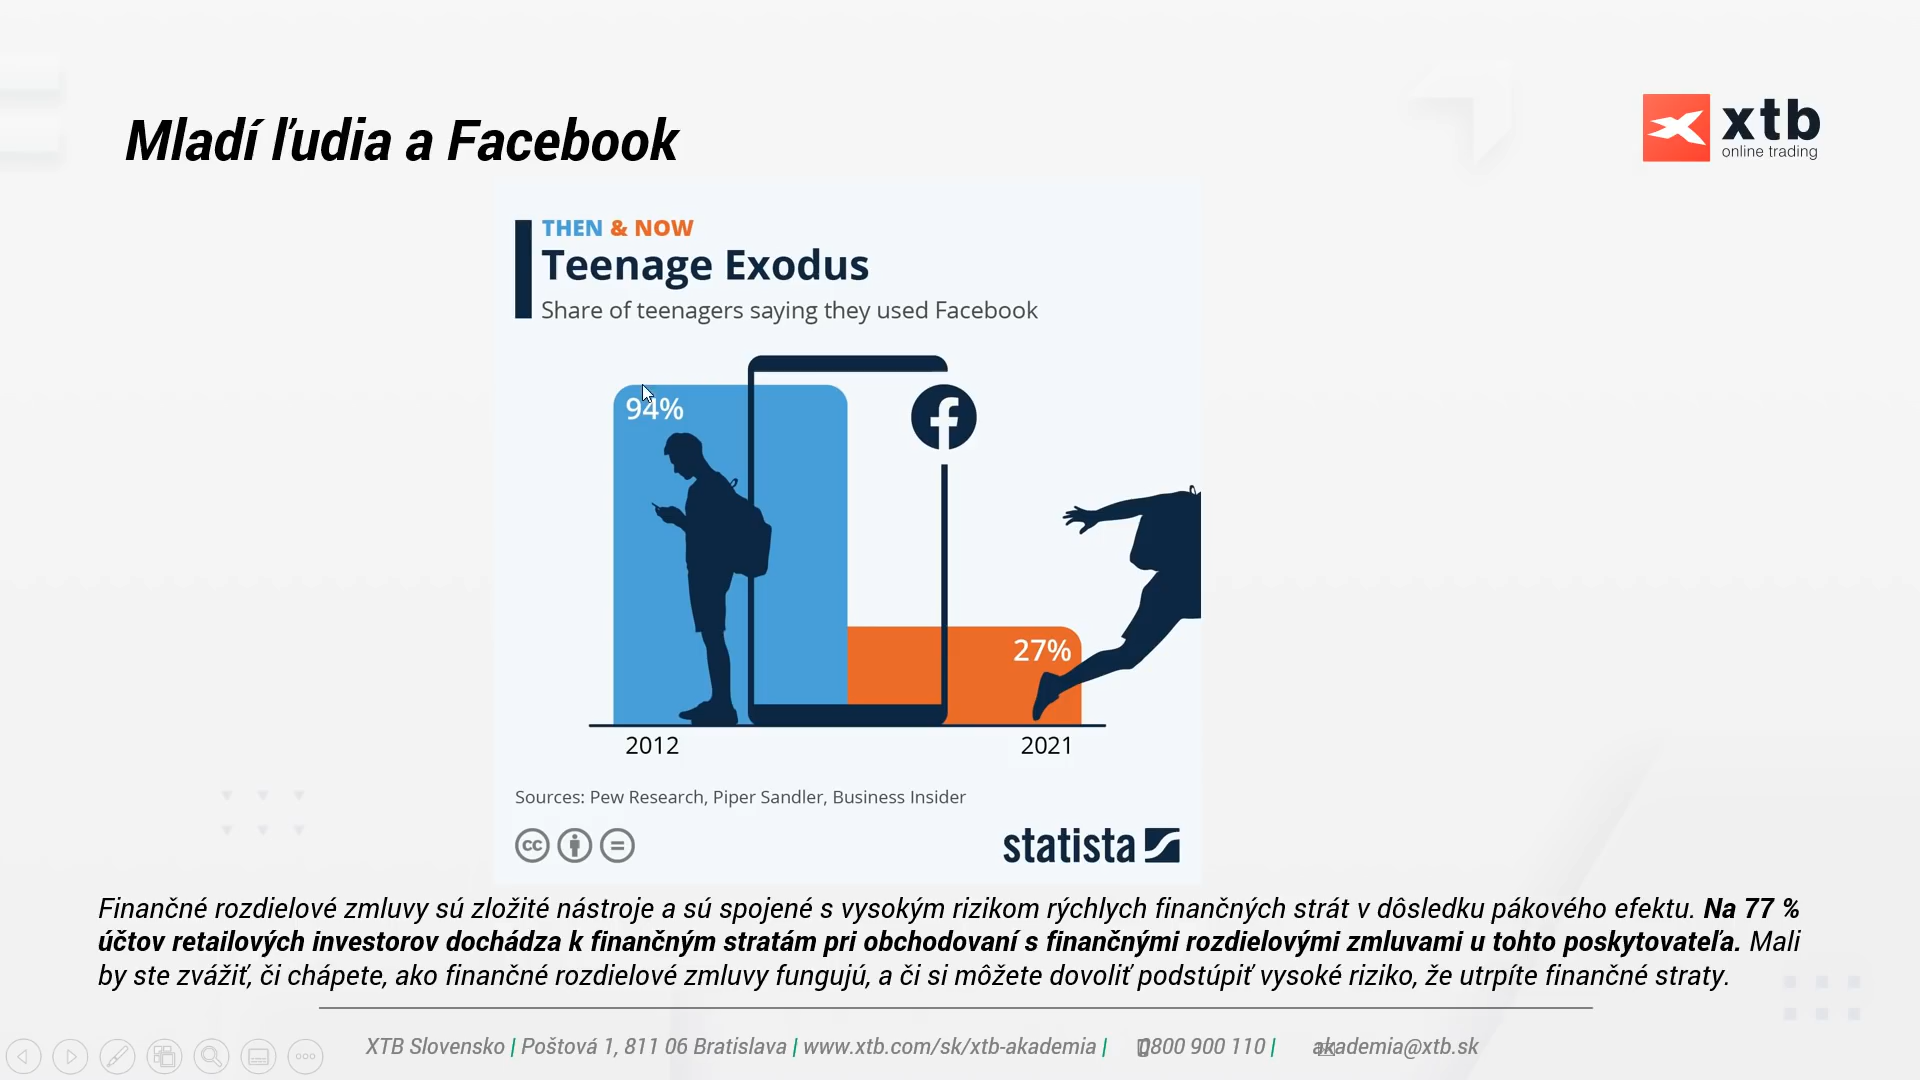 Mladí ľudia a Facebook
xtb
online trading
THEN & NOW
Teenage Exodus
Share of teenagers saying they used Facebook
94%
27%
2012
2021
Sources: Pew Research, Piper Sandler, Business Insider
cc
statista
Finančné rozdielové zmluvy sú zložité nástroje a sú spojené s vysokým rizikom rýchlych finančných strát v dôsledku pákového efektu. Na 77 %
účtov retailových investorov dochádza k finančným stratám pri obchodovaní s finančnými rozdielovými zmluvami u tohto poskytovateľa. Mali
by ste zvážiť, či chápete, ako finančné rozdielové zmluvy fungujú, a či si môžete dovoliť podstúpiť vysoké riziko, že utrpíte finančné straty.
XTB Slovensko | Poštová 1, 811 06 Bratislava | www.xtb.com/sk/xtb-akademia | 0800 900 110 | akademia@xtb.sk